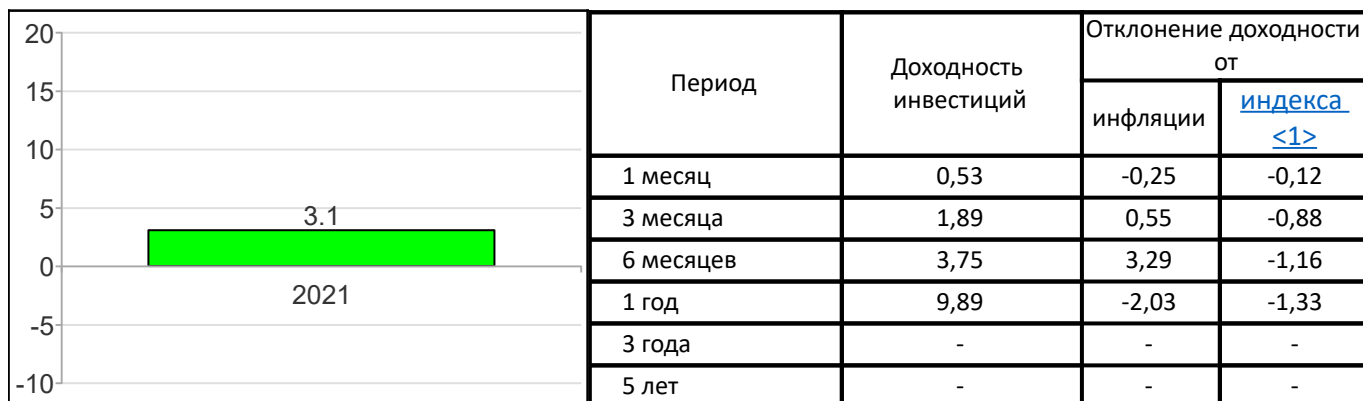 20
15
10
5
0
-5
-10
3.1
2021
Период
Доходность
инвестиций
Отклонение доходности
от
инфляции
индекса
<1>
1 месяц 0,53 -0,25 -0,12
3 месяца 1,89 0,55 -0,88
6 месяцев 3,75 3,29 -1,16
1 год 9,89 -2,03 -1,33
3 года - - -
5 лет - - -